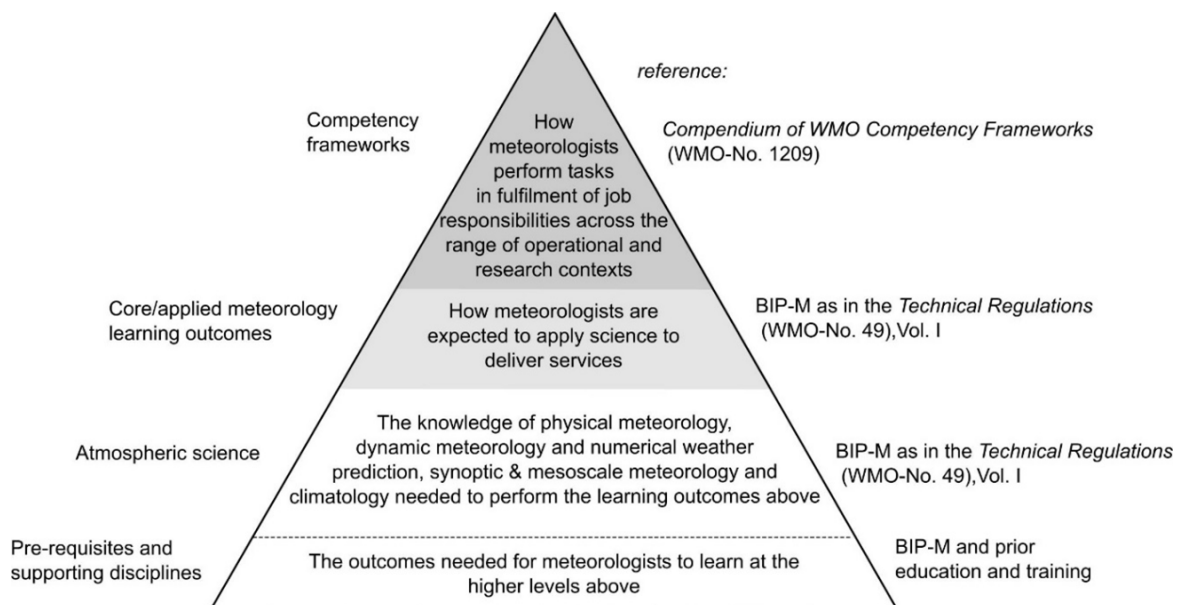 reference:
Competency
frameworks
How
meteorologists
perform tasks
in fulfilment of job
responsibilities across the
range of operational and
research contexts
Compendium of WMO Competency Frameworks
(WMO-No. 1209)
Core/applied meteorology
learning outcomes
How meteorologists are
expected to apply science to
deliver services
BIP-M as in the Technical Regulations
(WMO-No. 49),Vol. I
Atmospheric science
The knowledge of physical meteorology,
dynamic meteorology and numerical weather
prediction, synoptic & mesoscale meteorology and
climatology needed to perform the learning outcomes above
BIP-M as in the Technical Regulations
(WMO-No. 49),Vol. I
Pre-requisites and
supporting disciplines
The outcomes needed for meteorologists to learn at the
higher levels above
BIP-M and prior
education and training